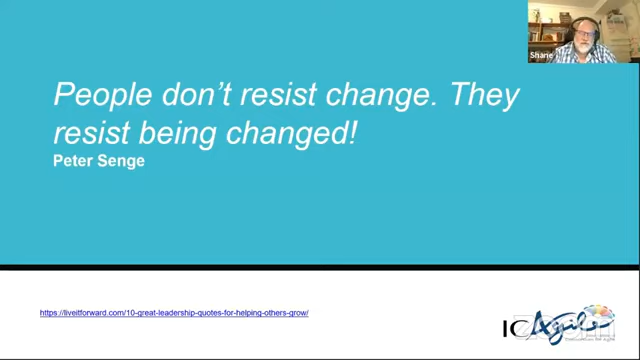 Shane
People don't resist change. They
resist being changed!
Peter Senge
https://liveitforward.com/10-great-leadership-quotes-for-helping-others-grow/
ICAgile
zoom